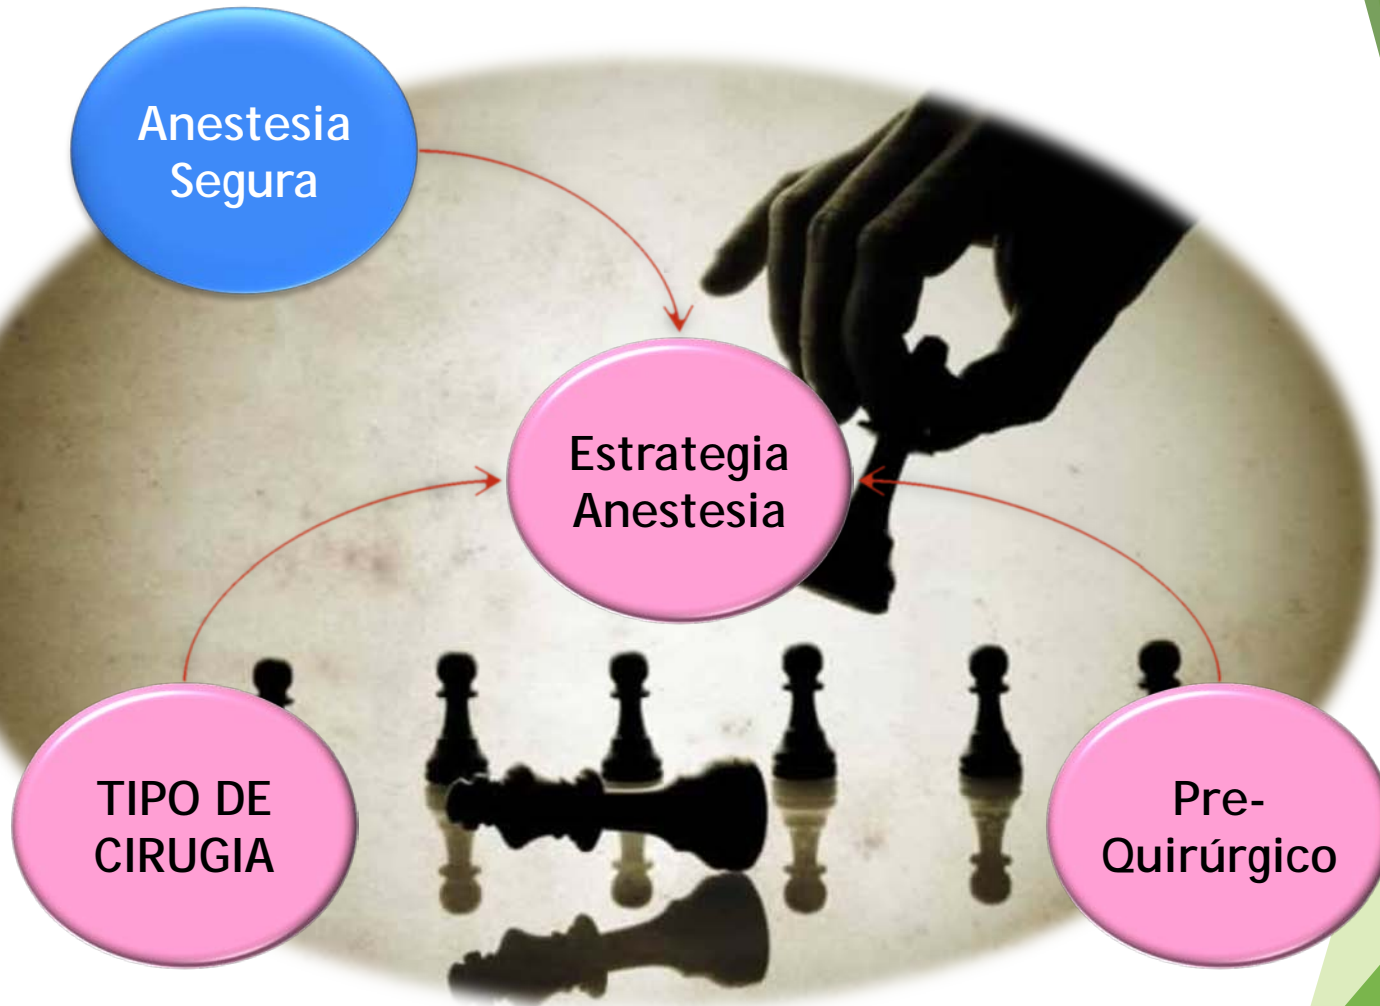 Anestesia
Segura
Estrategia
Anestesia
TIPO DE
CIRUGIA
Pre-
Quirúrgico